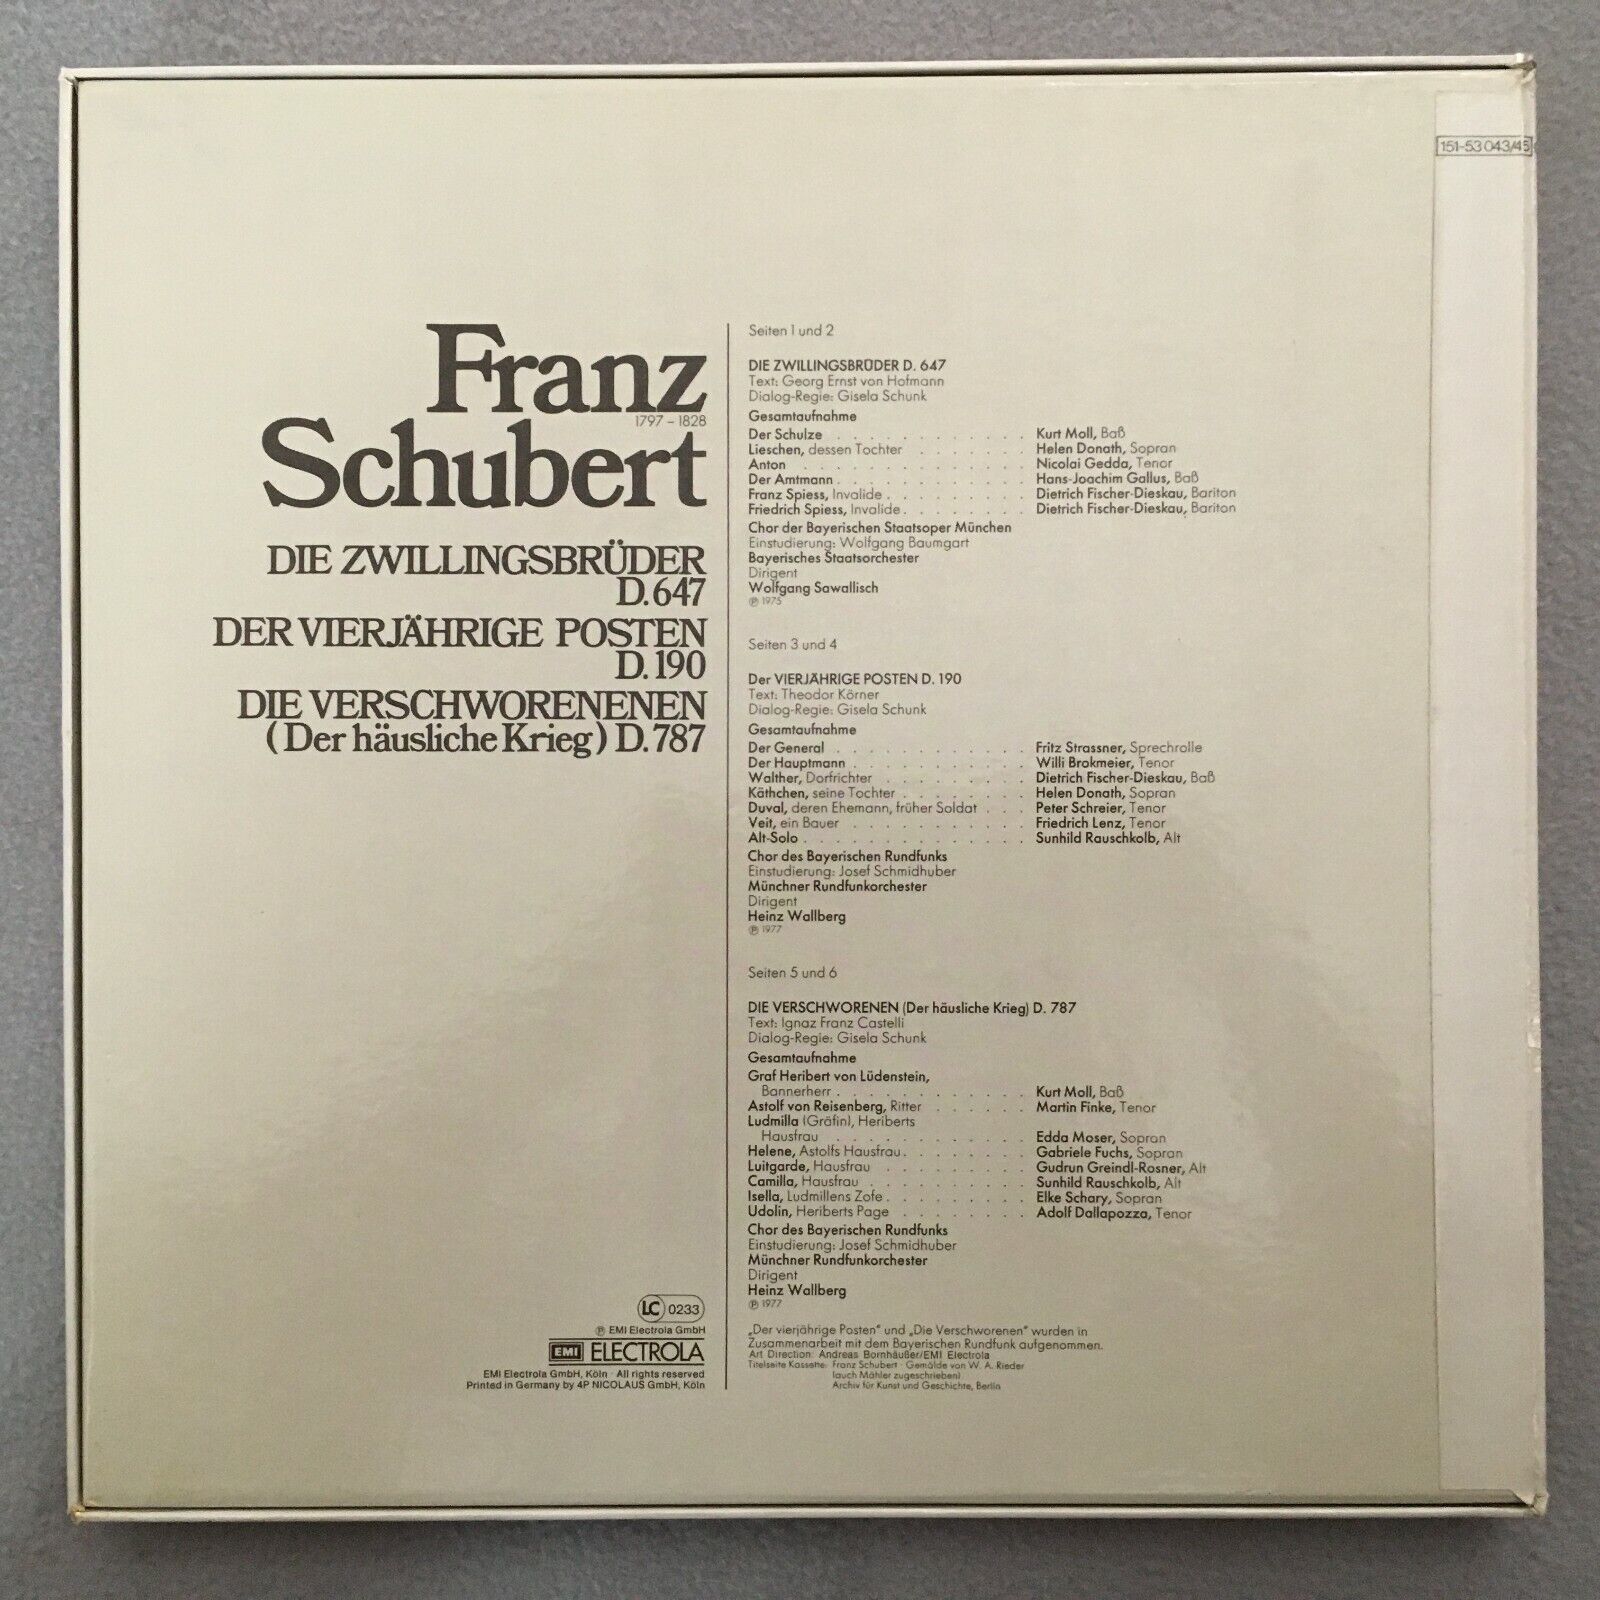 151-53 043/45
Franz
1797 – 1828
Schubert
DIE ZWILLINGSBRÜDER
D.647
DER VIERJÄHRIGE POSTEN
D.190
DIE VERSCHWORENENEN
(Der häusliche Krieg) D.787
LC 0233
℗ EMI Electrola GmbH
EMI ELECTROLA
EMI Electrola GmbH, Köln · All rights reserved
Printed in Germany by 4P NICOLAUS GmbH, Köln
Seiten 1 und 2
DIE ZWILLINGSBRÜDER D. 647
Text: Georg Ernst von Hofmann
Dialog-Regie: Gisela Schunk
Gesamtaufnahme
Der Schulze . . . . . . . . . . . . . Kurt Moll, Baß
Lieschen, dessen Tochter . . . . . . . Helen Donath, Sopran
Anton . . . . . . . . . . . . . . . Nicolai Gedda, Tenor
Der Amtmann . . . . . . . . . . . . Hans-Joachim Gallus, Baß
Franz Spiess, Invalide . . . . . . . . . Dietrich Fischer-Dieskau, Bariton
Friedrich Spiess, Invalide . . . . . . . . Dietrich Fischer-Dieskau, Bariton
Chor der Bayerischen Staatsoper München
Einstudierung: Wolfgang Baumgart
Bayerisches Staatsorchester
Dirigent
Wolfgang Sawallisch
℗ 1975
Seiten 3 und 4
Der VIERJÄHRIGE POSTEN D. 190
Text: Theodor Körner
Dialog-Regie: Gisela Schunk
Gesamtaufnahme
Der General . . . . . . . . . . . . Fritz Strassner, Sprechrolle
Der Hauptmann . . . . . . . . . . . Willi Brokmeier, Tenor
Walther, Dorfrichter . . . . . . . . . Dietrich Fischer-Dieskau, Baß
Käthchen, seine Tochter . . . . . . . . Helen Donath, Sopran
Duval, deren Ehemann, früher Soldat . . . Peter Schreier, Tenor
Veit, ein Bauer . . . . . . . . . . . Friedrich Lenz, Tenor
Alt-Solo . . . . . . . . . . . . . . Sunhild Rauschkolb, Alt
Chor des Bayerischen Rundfunks
Einstudierung: Josef Schmidhuber
Münchner Rundfunkorchester
Dirigent
Heinz Wallberg
℗ 1977
Seiten 5 und 6
DIE VERSCHWORENEN (Der häusliche Krieg) D. 787
Text: Ignaz Franz Castelli
Dialog-Regie: Gisela Schunk
Gesamtaufnahme
Graf Heribert von Lüdenstein,
Bannerherr . . . . . . . . . . . . Kurt Moll, Baß
Astolf von Reisenberg, Ritter . . . . . . Martin Finke, Tenor
Ludmilla (Gräfin), Heriberts
Hausfrau . . . . . . . . . . . . Edda Moser, Sopran
Helene, Astolfs Hausfrau . . . . . . . . Gabriele Fuchs, Sopran
Luitgarde, Hausfrau . . . . . . . . . Gudrun Greindl-Rosner, Alt
Camilla, Hausfrau . . . . . . . . . . Sunhild Rauschkolb, Alt
Isella, Ludmillens Zofe . . . . . . . . . Elke Schary, Sopran
Udolin, Heriberts Page . . . . . . . . Adolf Dallapozza, Tenor
Chor des Bayerischen Rundfunks
Einstudierung: Josef Schmidhuber
Münchner Rundfunkorchester
Dirigent
Heinz Wallberg
℗ 1977
„Der vierjährige Posten“ und „Die Verschworenen“ wurden in
Zusammenarbeit mit dem Bayerischen Rundfunk aufgenommen.
Art Direction: Andreas Bornhäußer/EMI Electrola
Titelseite Kassette: Franz Schubert · Gemälde von W. A. Rieder
(auch Mähler zugeschrieben)
Archiv für Kunst und Geschichte, Berlin